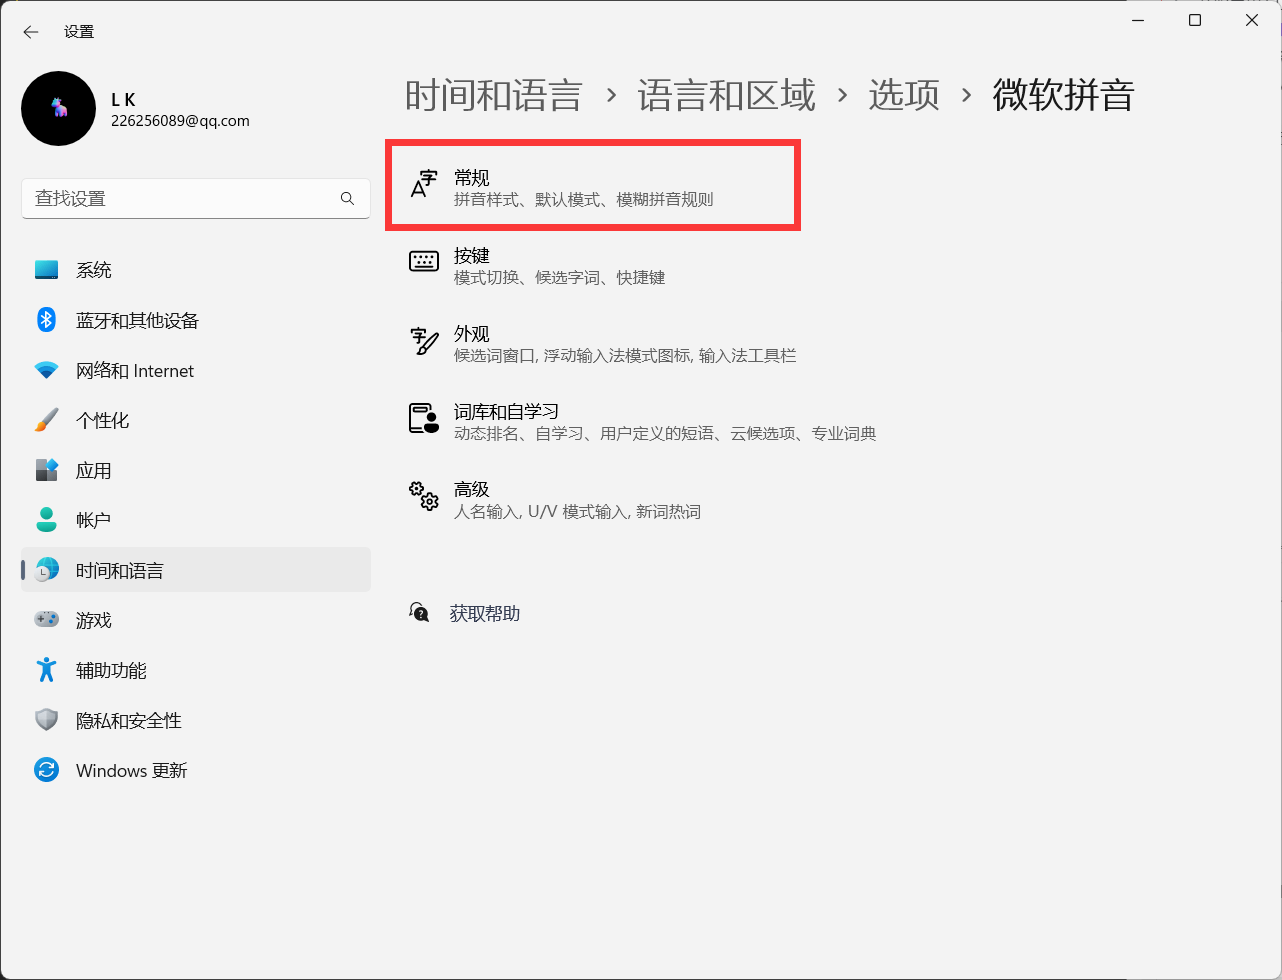 设置
L K
226256089@qq.com
查找设置
系统
蓝牙和其他设备
网络和 Internet
个性化
应用
帐户
时间和语言
游戏
辅助功能
隐私和安全性
Windows 更新
时间和语言 › 语言和区域 › 选项 › 微软拼音
常规
拼音样式、默认模式、模糊拼音规则
按键
模式切换、候选字词、快捷键
外观
候选词窗口, 浮动输入法模式图标, 输入法工具栏
词库和自学习
动态排名、自学习、用户定义的短语、云候选项、专业词典
高级
人名输入, U/V 模式输入, 新词热词
获取帮助